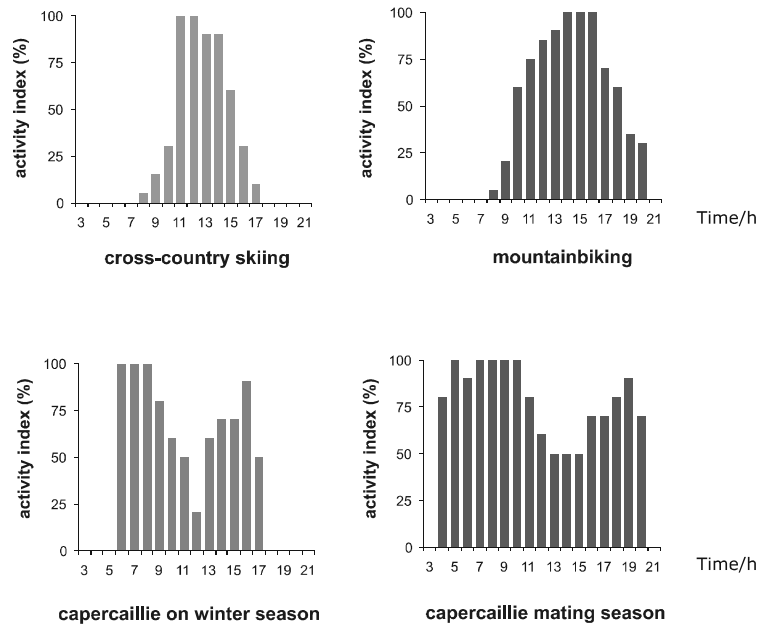 activity index (%)
100
75
50
25
0
3 5 7 9 11 13 15 17 19 21
cross-country skiing
activity index (%)
100
75
50
25
0
3 5 7 9 11 13 15 17 19 21
Time/h
mountainbiking
activity index (%)
100
75
50
25
0
3 5 7 9 11 13 15 17 19 21
capercaillie on winter season
activity index (%)
100
75
50
25
0
3 5 7 9 11 13 15 17 19 21
Time/h
capercaillie mating season